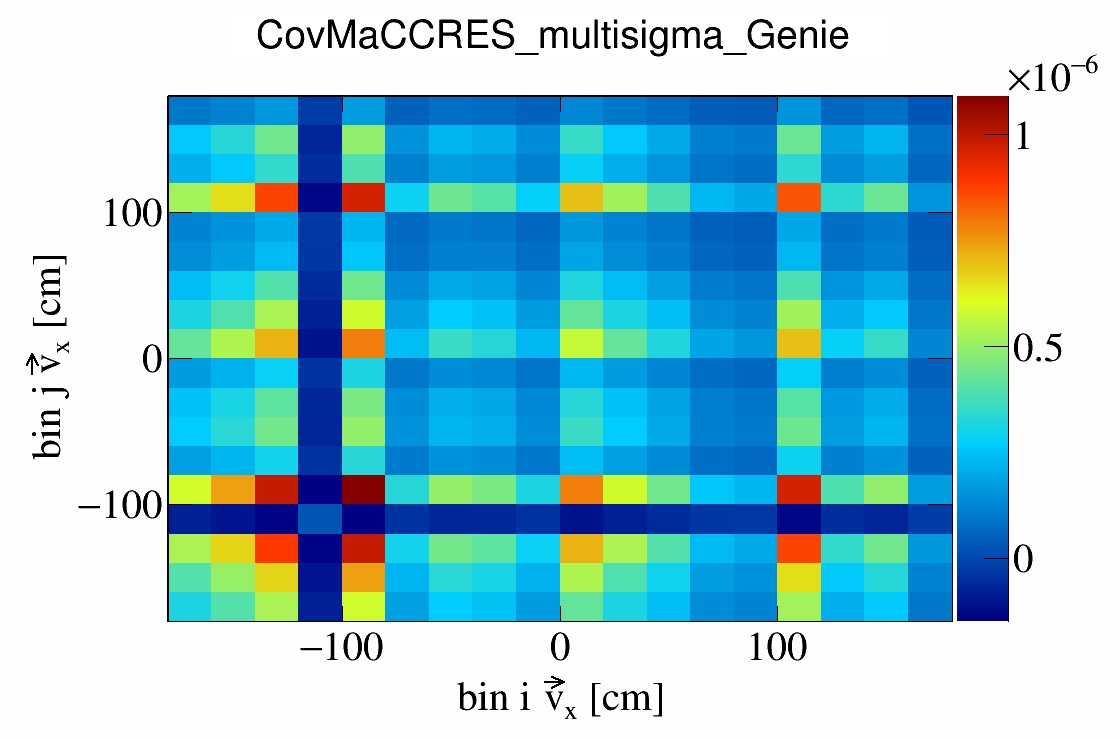 CovMaCCRES_multisigma_Genie
×10⁻⁶
1
0.5
0
100
0
−100
bin j v⃗ₓ [cm]
−100 0 100
bin i v⃗ₓ [cm]